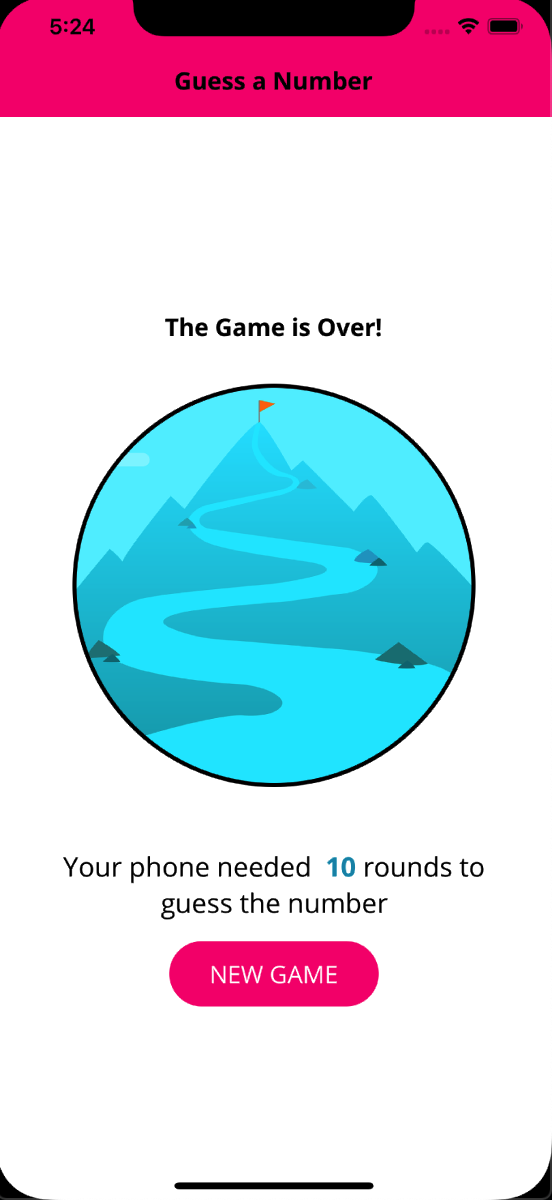 5:24
Guess a Number
The Game is Over!
Your phone needed 10 rounds to
guess the number
NEW GAME